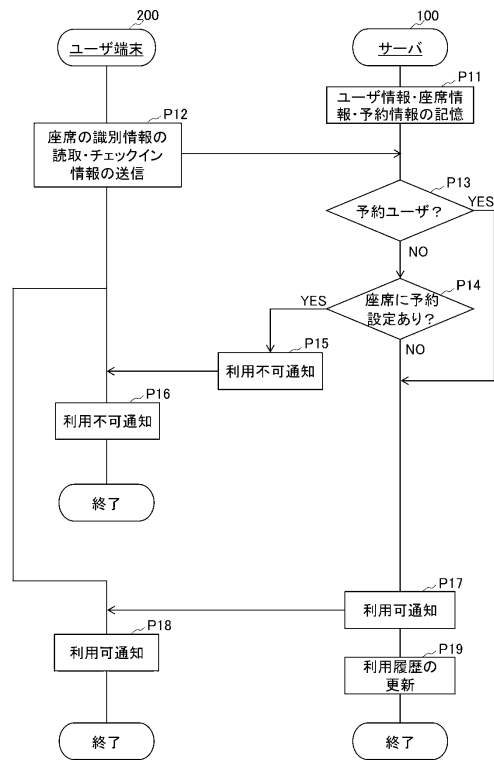 200
ユーザ端末
100
サーバ
P11
ユーザ情報・座席情
報・予約情報の記憶
P12
座席の識別情報の
読取・チェックイン
情報の送信
P13
予約ユーザ?
YES
NO
P14
座席に予約
設定あり?
YES
NO
P15
利用不可通知
P16
利用不可通知
終了
P17
利用可通知
P18
利用可通知
P19
利用履歴の
更新
終了
終了